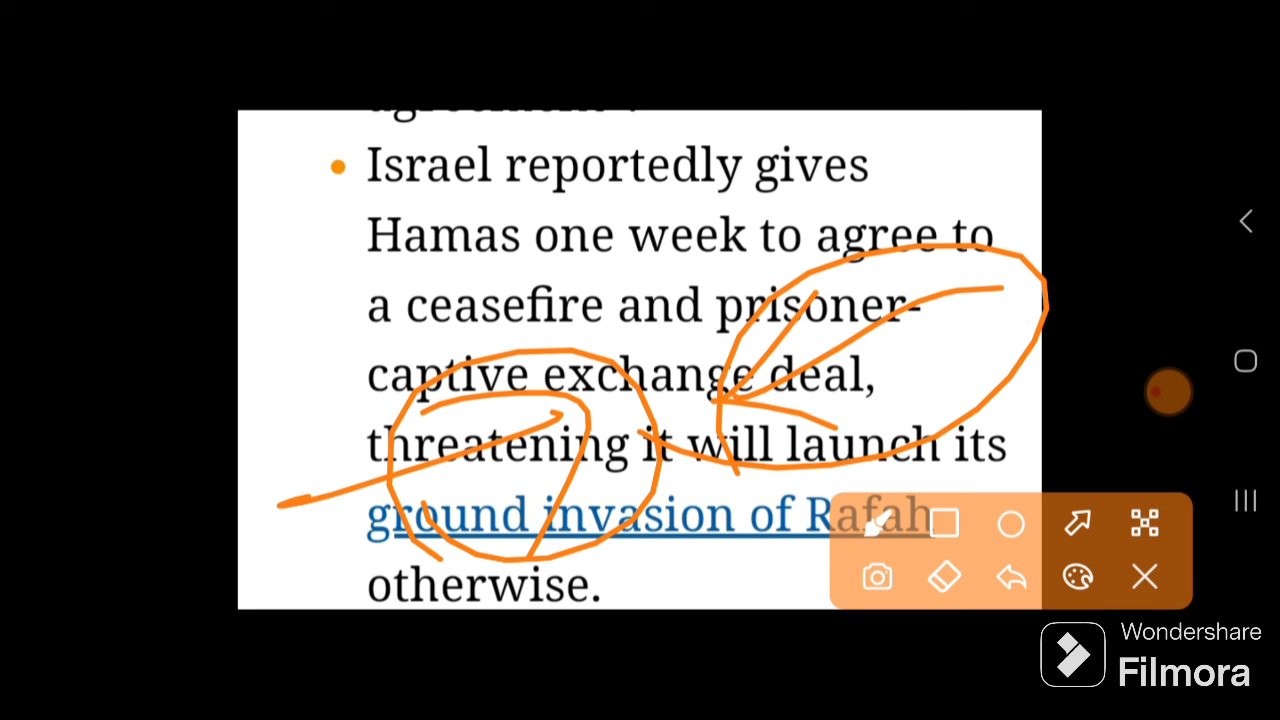 Israel reportedly gives
Hamas one week to agree to
a ceasefire and prisoner-
captive exchange deal,
threatening it will launch its
ground invasion of Rafah
otherwise.
Wondershare
Filmora